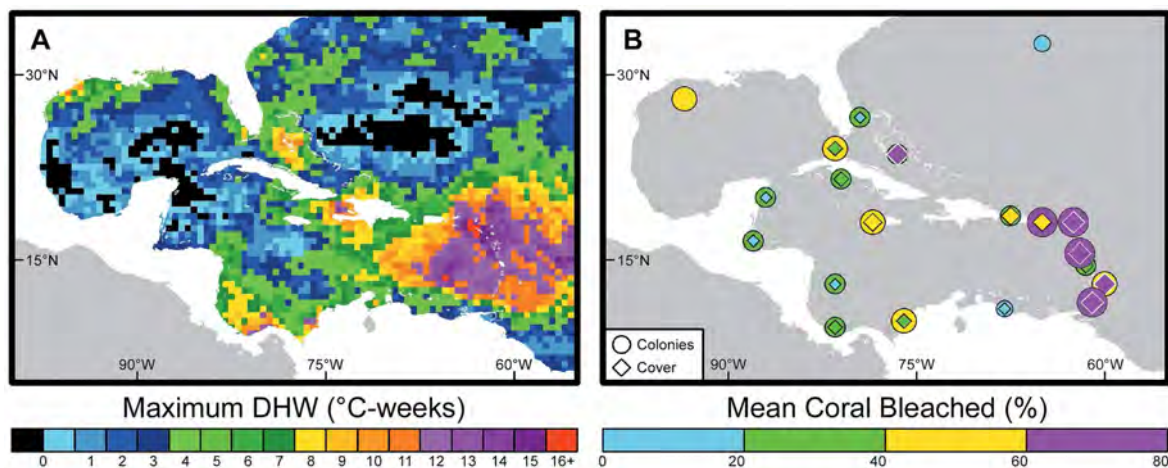 A
30°N
15°N
90°W 75°W 60°W
Maximum DHW (°C-weeks)
0 1 2 3 4 5 6 7 8 9 10 11 12 13 14 15 16+
B
30°N
15°N
Colonies
Cover
90°W 75°W 60°W
Mean Coral Bleached (%)
0 20 40 60 80